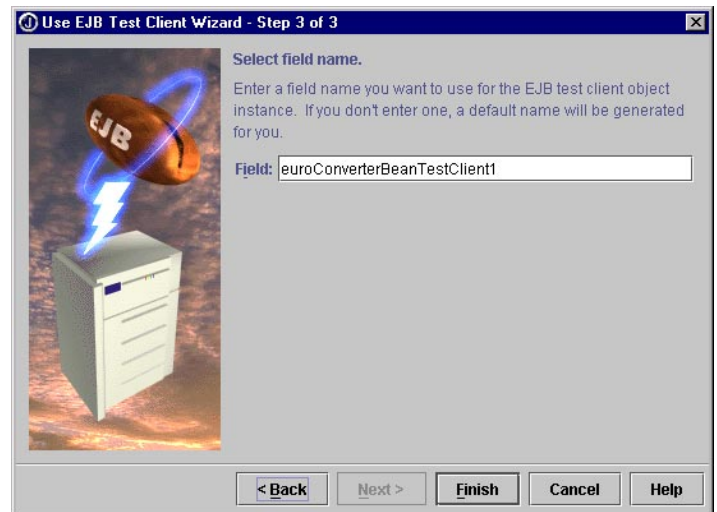 Use EJB Test Client Wizard - Step 3 of 3
Select field name.
Enter a field name you want to use for the EJB test client object
instance. If you don't enter one, a default name will be generated
for you.
Field: euroConverterBeanTestClient1
EJB
< Back Next > Finish Cancel Help